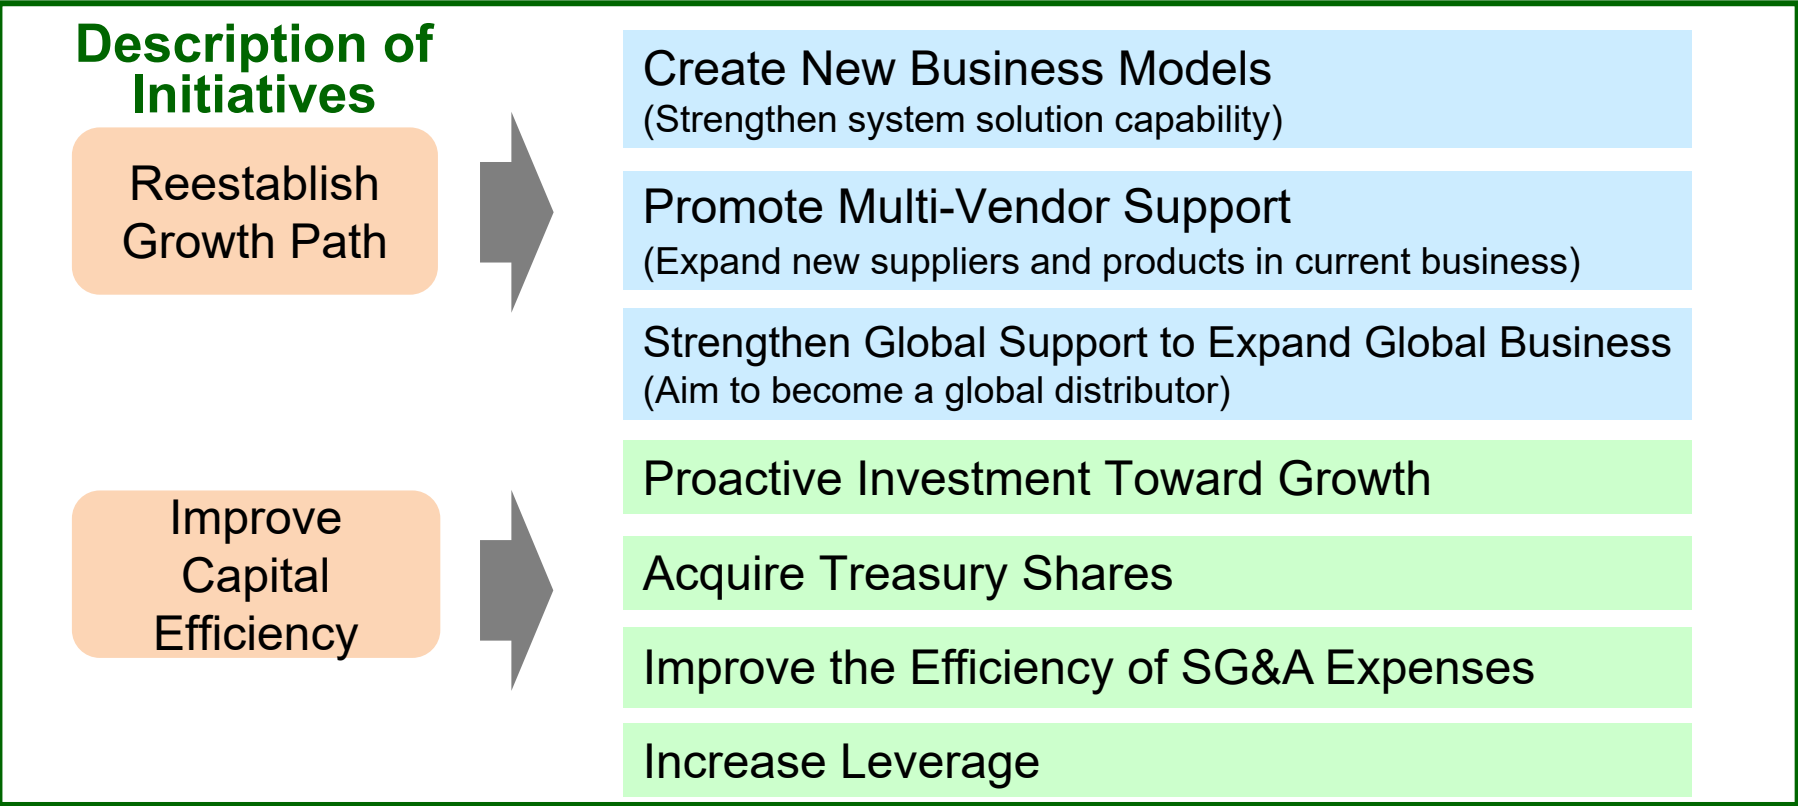 Description of
Initiatives
Reestablish
Growth Path
Create New Business Models
(Strengthen system solution capability)
Promote Multi-Vendor Support
(Expand new suppliers and products in current business)
Strengthen Global Support to Expand Global Business
(Aim to become a global distributor)
Improve
Capital
Efficiency
Proactive Investment Toward Growth
Acquire Treasury Shares
Improve the Efficiency of SG&A Expenses
Increase Leverage